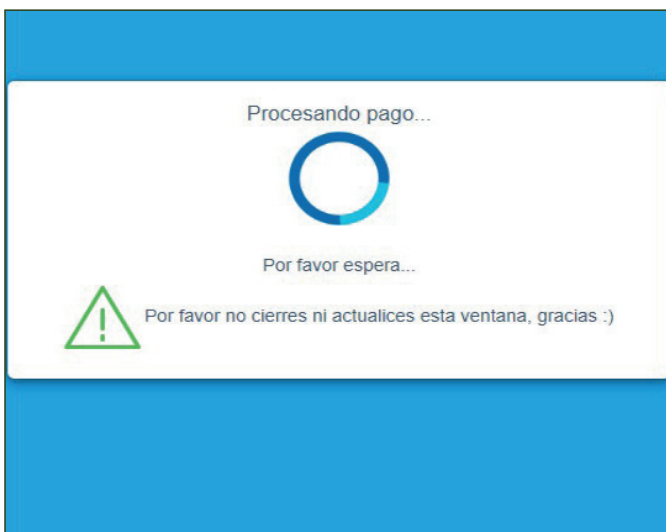 Procesando pago...
Por favor espera...
Por favor no cierres ni actualices esta ventana, gracias :)